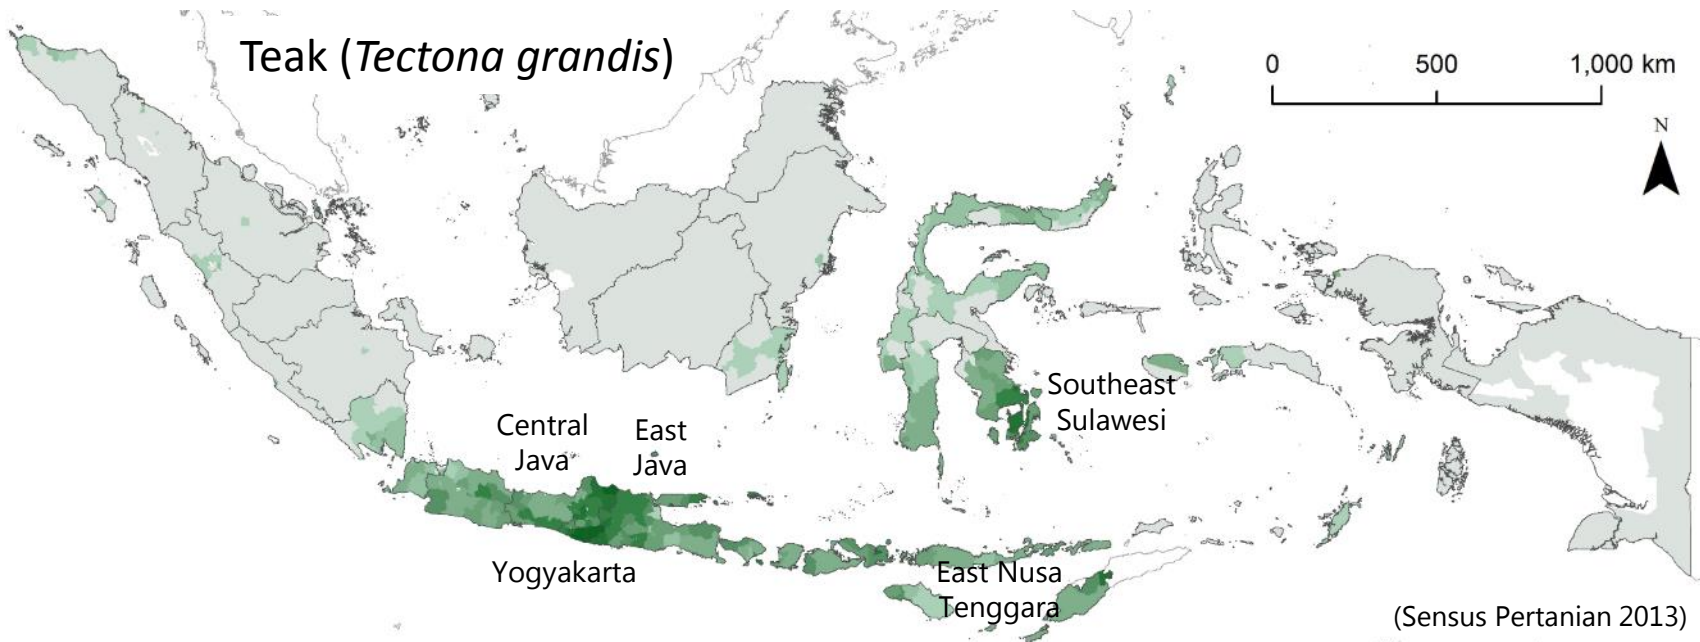 Teak (Tectona grandis)
0 500 1,000 km
N
Southeast
Sulawesi
Central
Java
East
Java
Yogyakarta
East Nusa
Tenggara
(Sensus Pertanian 2013)